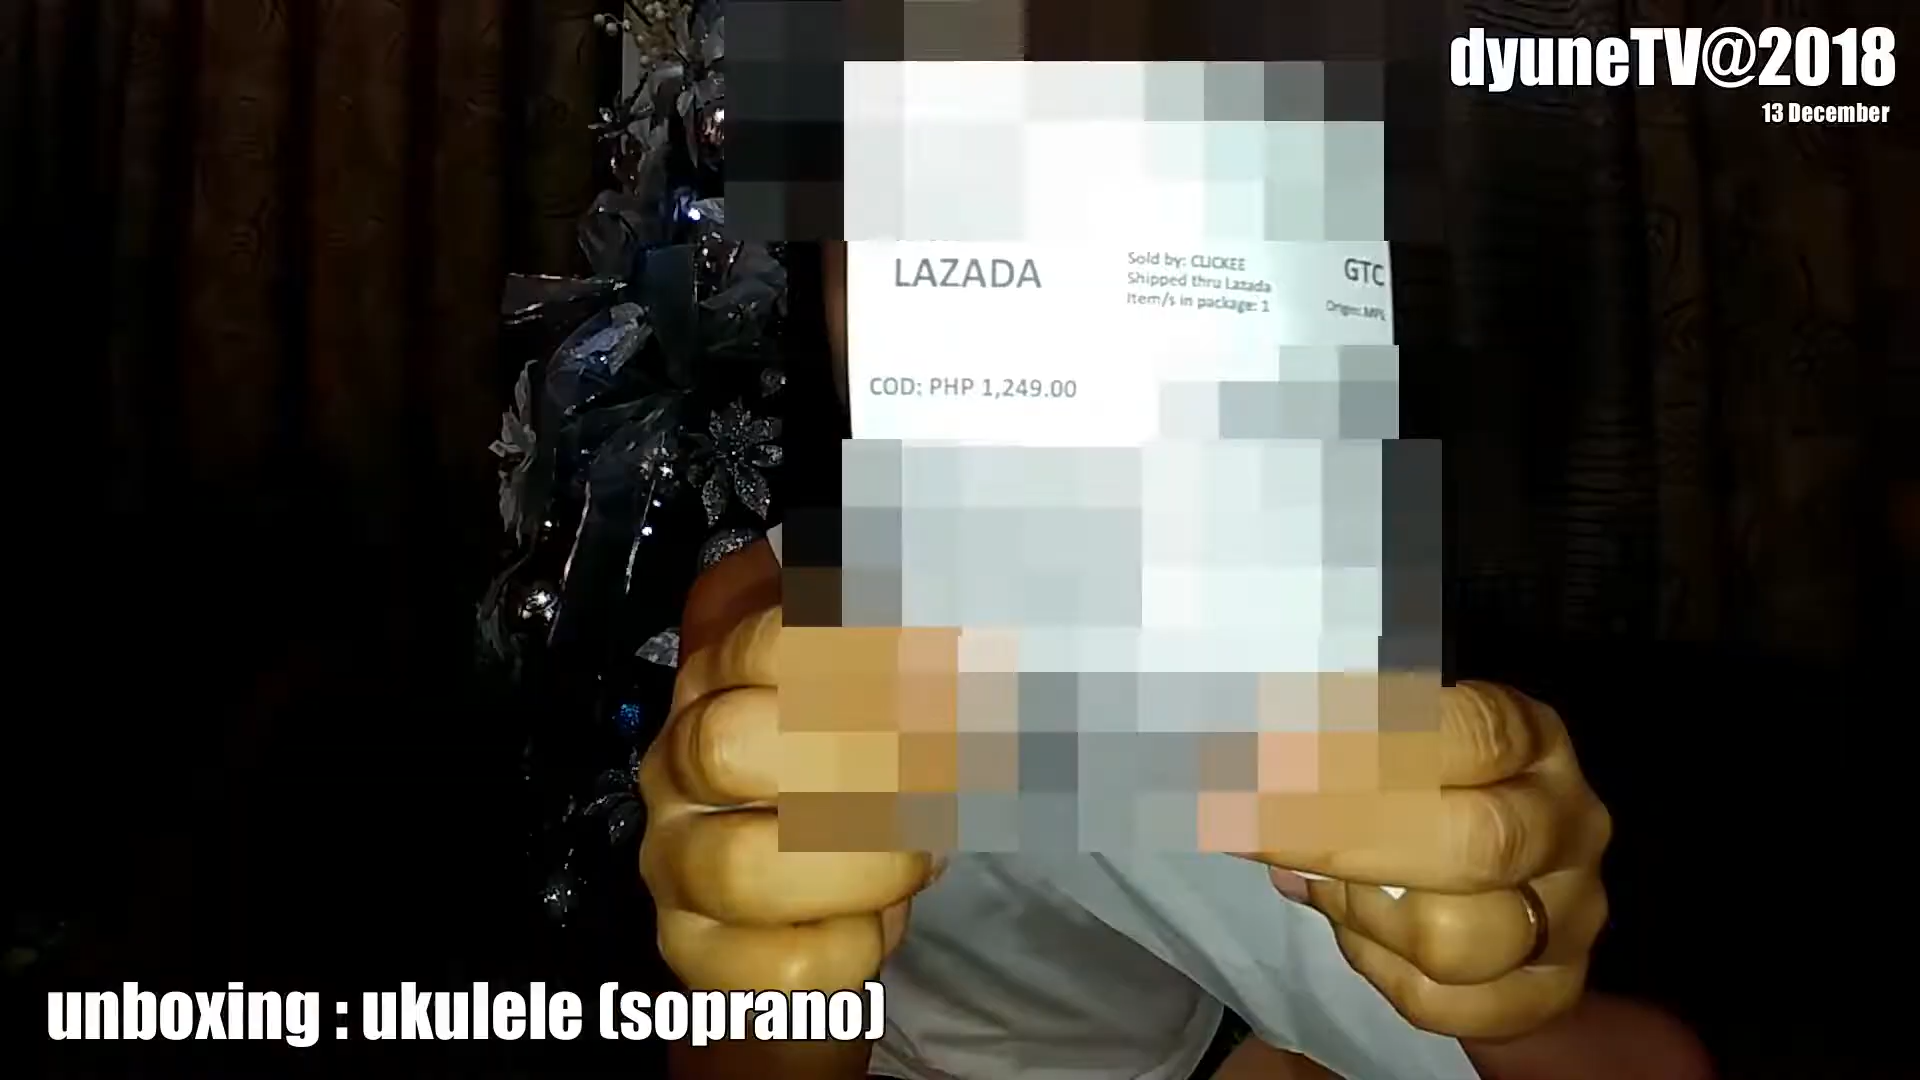 dyuneTV@2018
13 December
LAZADA
Sold by: CLICKEE
Shipped thru Lazada
Item/s in package: 1
GTC
COD: PHP 1,249.00
unboxing : ukulele (soprano)